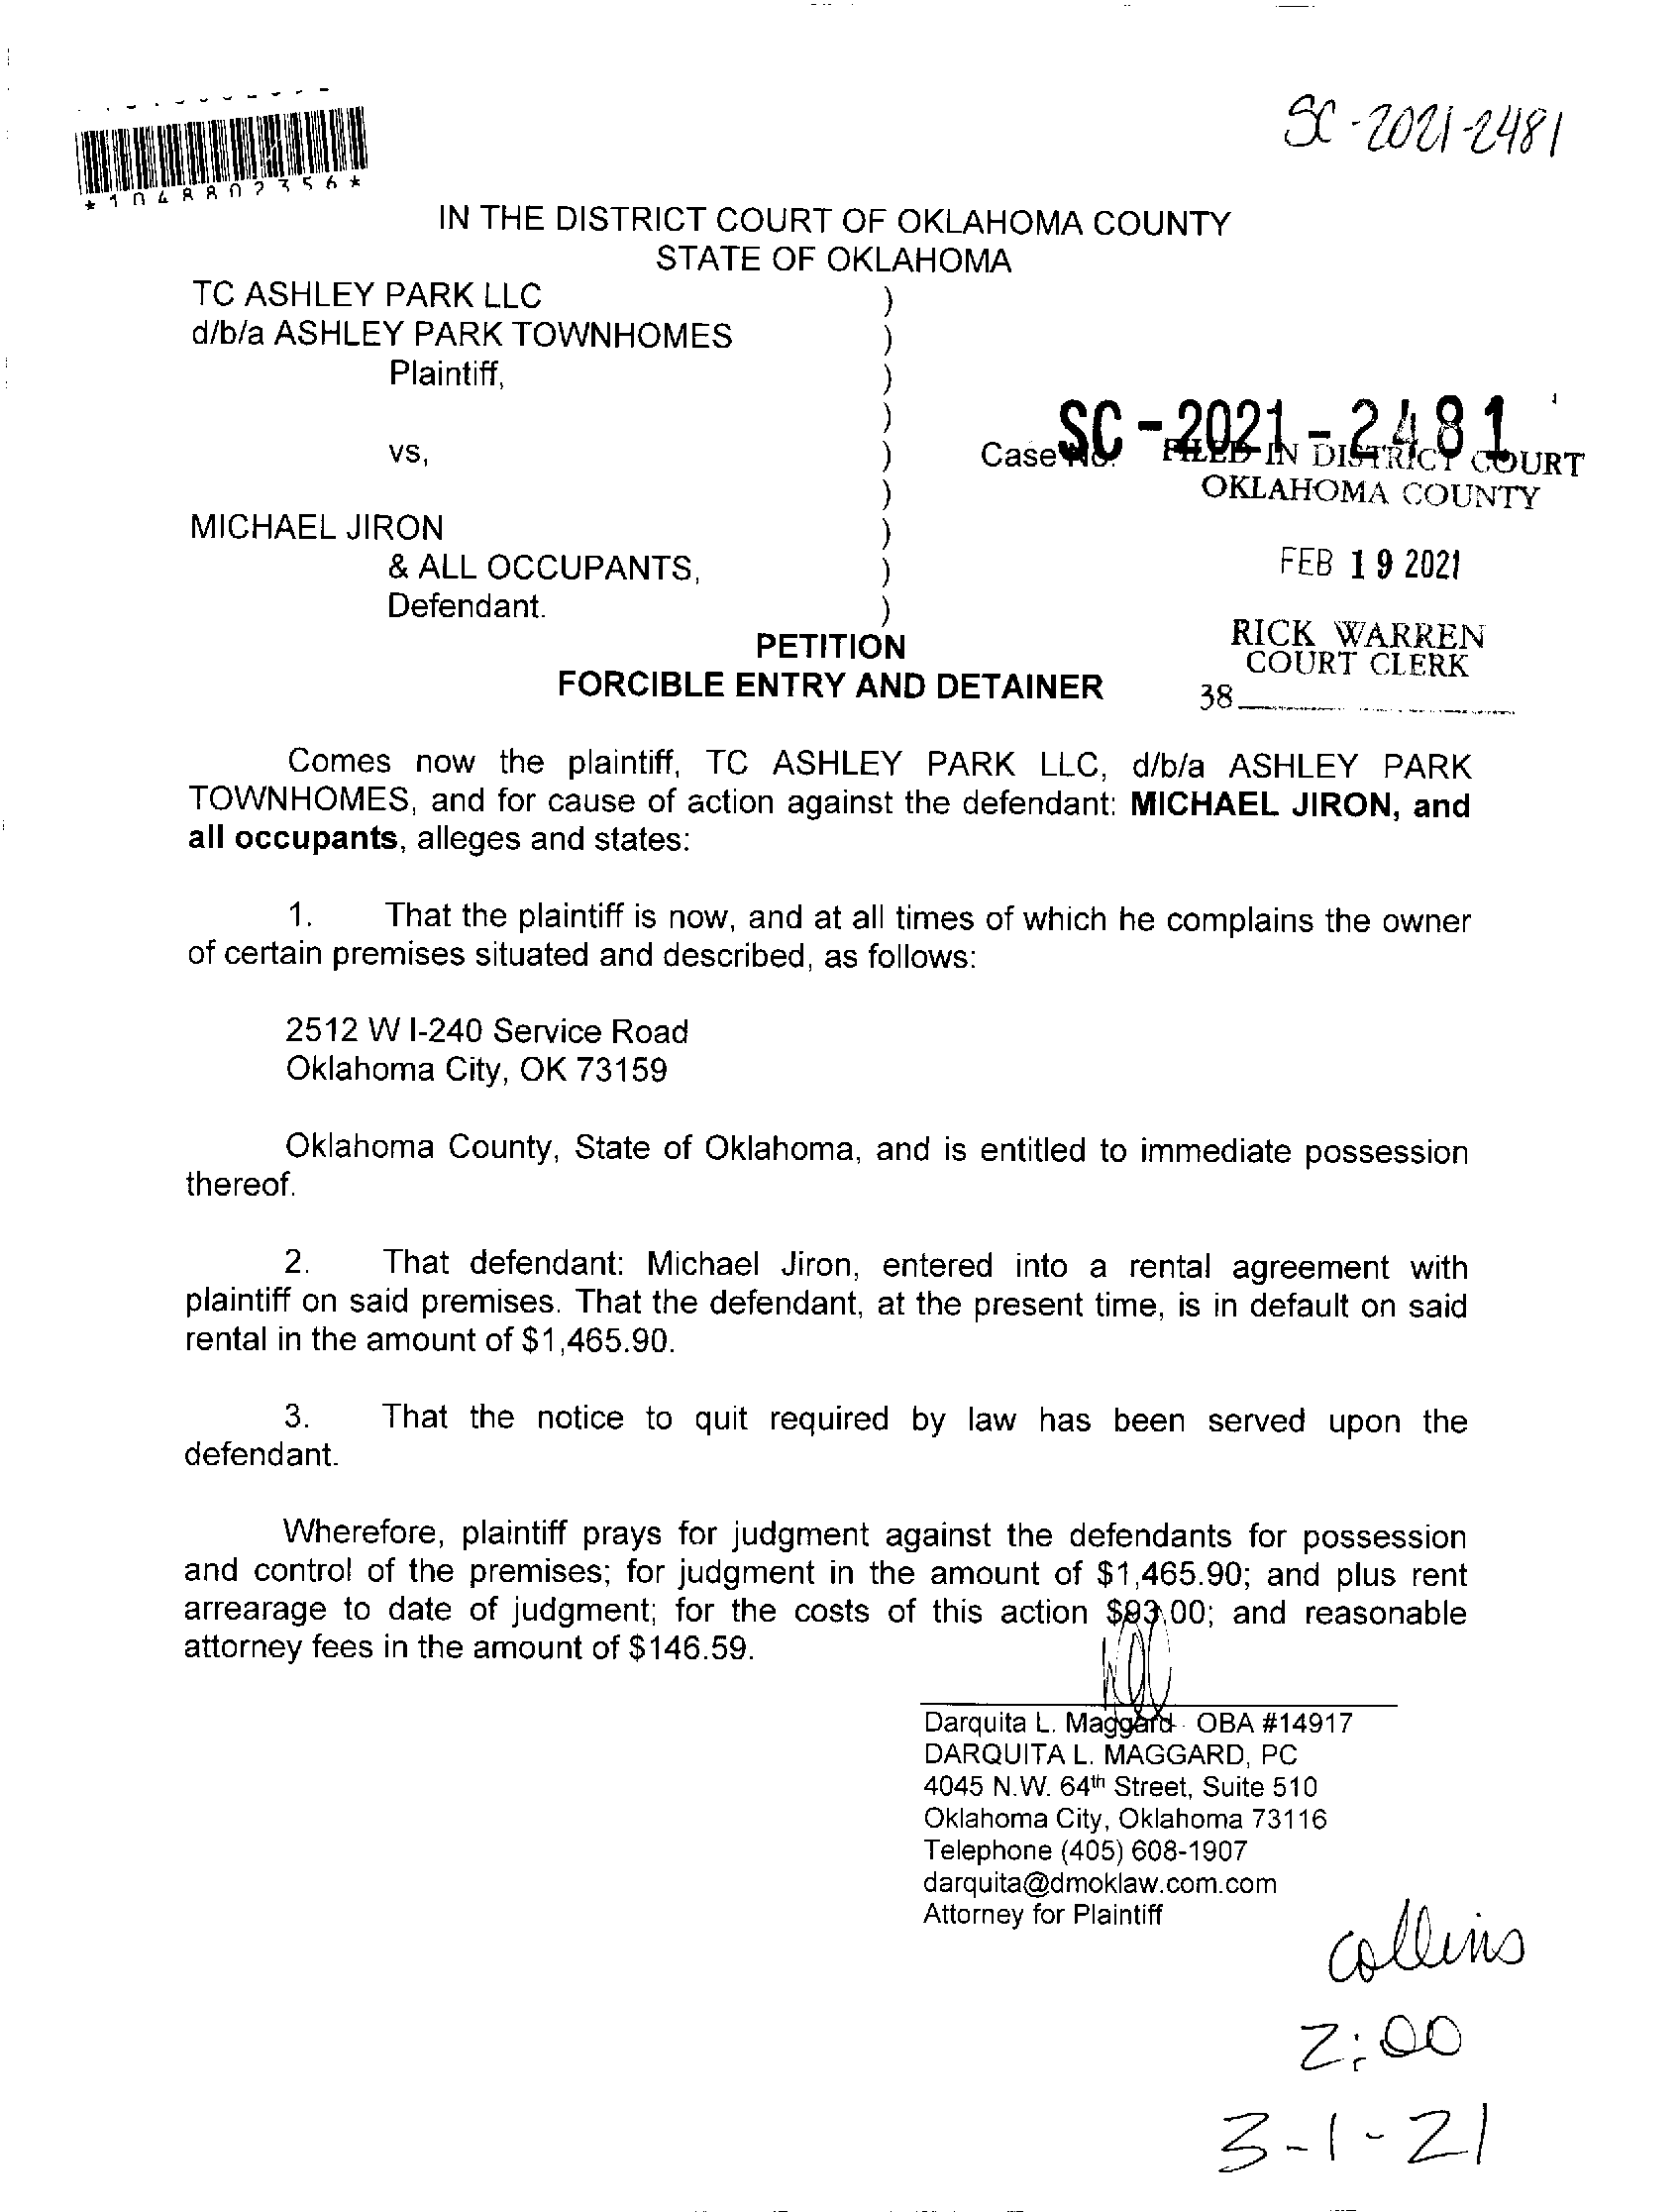 SC-2021-2481
*1048802356*
IN THE DISTRICT COURT OF OKLAHOMA COUNTY
STATE OF OKLAHOMA
TC ASHLEY PARK LLC )
d/b/a ASHLEY PARK TOWNHOMES )
Plaintiff, )
)
vs, ) Case No. SC-2021-2481
FILED IN DISTRICT COURT
) OKLAHOMA COUNTY
MICHAEL JIRON )
& ALL OCCUPANTS, ) FEB 19 2021
Defendant. )
PETITION RICK WARREN
COURT CLERK
FORCIBLE ENTRY AND DETAINER 38
Comes now the plaintiff, TC ASHLEY PARK LLC, d/b/a ASHLEY PARK
TOWNHOMES, and for cause of action against the defendant: MICHAEL JIRON, and
all occupants, alleges and states:
1. That the plaintiff is now, and at all times of which he complains the owner
of certain premises situated and described, as follows:
2512 W I-240 Service Road
Oklahoma City, OK 73159
Oklahoma County, State of Oklahoma, and is entitled to immediate possession
thereof.
2. That defendant: Michael Jiron, entered into a rental agreement with
plaintiff on said premises. That the defendant, at the present time, is in default on said
rental in the amount of $1,465.90.
3. That the notice to quit required by law has been served upon the
defendant.
Wherefore, plaintiff prays for judgment against the defendants for possession
and control of the premises; for judgment in the amount of $1,465.90; and plus rent
arrearage to date of judgment; for the costs of this action $93.00; and reasonable
attorney fees in the amount of $146.59.
Darquita L. Maggard OBA #14917
DARQUITA L. MAGGARD, PC
4045 N.W. 64th Street, Suite 510
Oklahoma City, Oklahoma 73116
Telephone (405) 608-1907
darquita@dmoklaw.com.com
Attorney for Plaintiff
collins
2:00
3-1-21